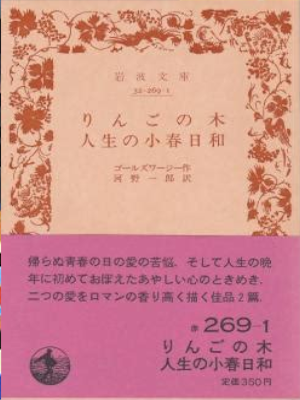 岩波文庫
32-269-1
りんごの木
人生の小春日和
ゴールズワージー作
河野一郎訳
帰らぬ青春の日の愛の苦悩、そして人生の晩
年に初めておぼえたあやしい心のときめき。
二つの愛をロマンの香り高く描く佳品2篇.
赤 269-1
りんごの木
人生の小春日和
定価350円